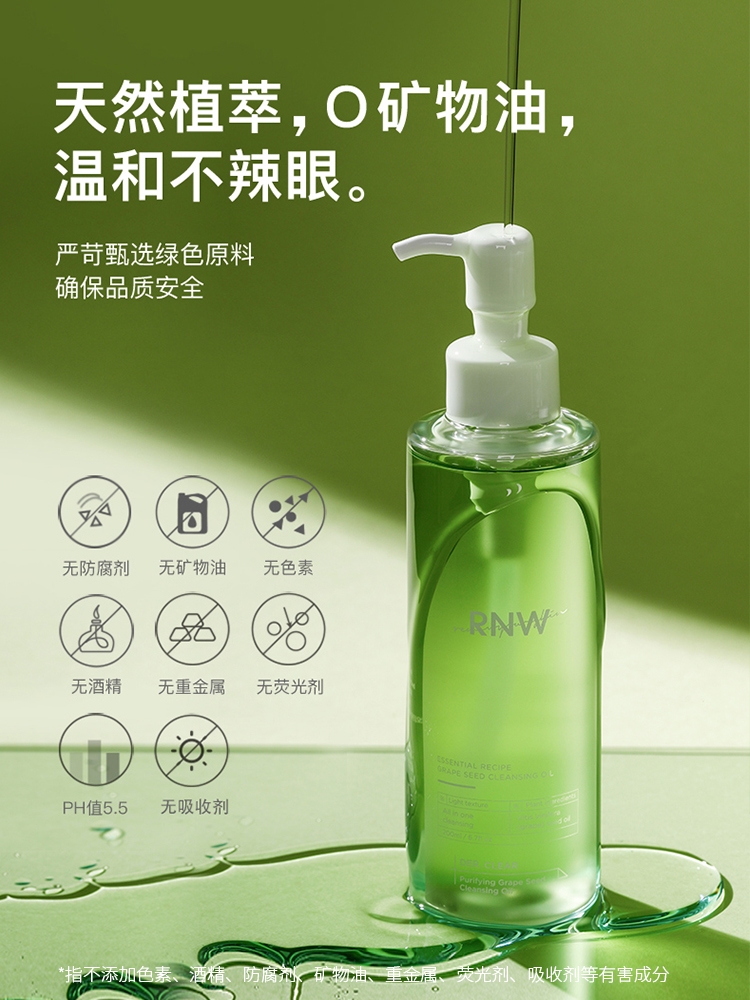 天然植萃，0矿物油，
温和不辣眼。
严苛甄选绿色原料
确保品质安全
无防腐剂 无矿物油 无色素
无酒精 无重金属 无荧光剂
PH值5.5 无吸收剂
RNW
ESSENTIAL RECIPE
GRAPE SEED CLEANSING OIL
Purifying Grape Seed
Cleansing Oil
*指不添加色素、酒精、防腐剂、矿物油、重金属、荧光剂、吸收剂等有害成分